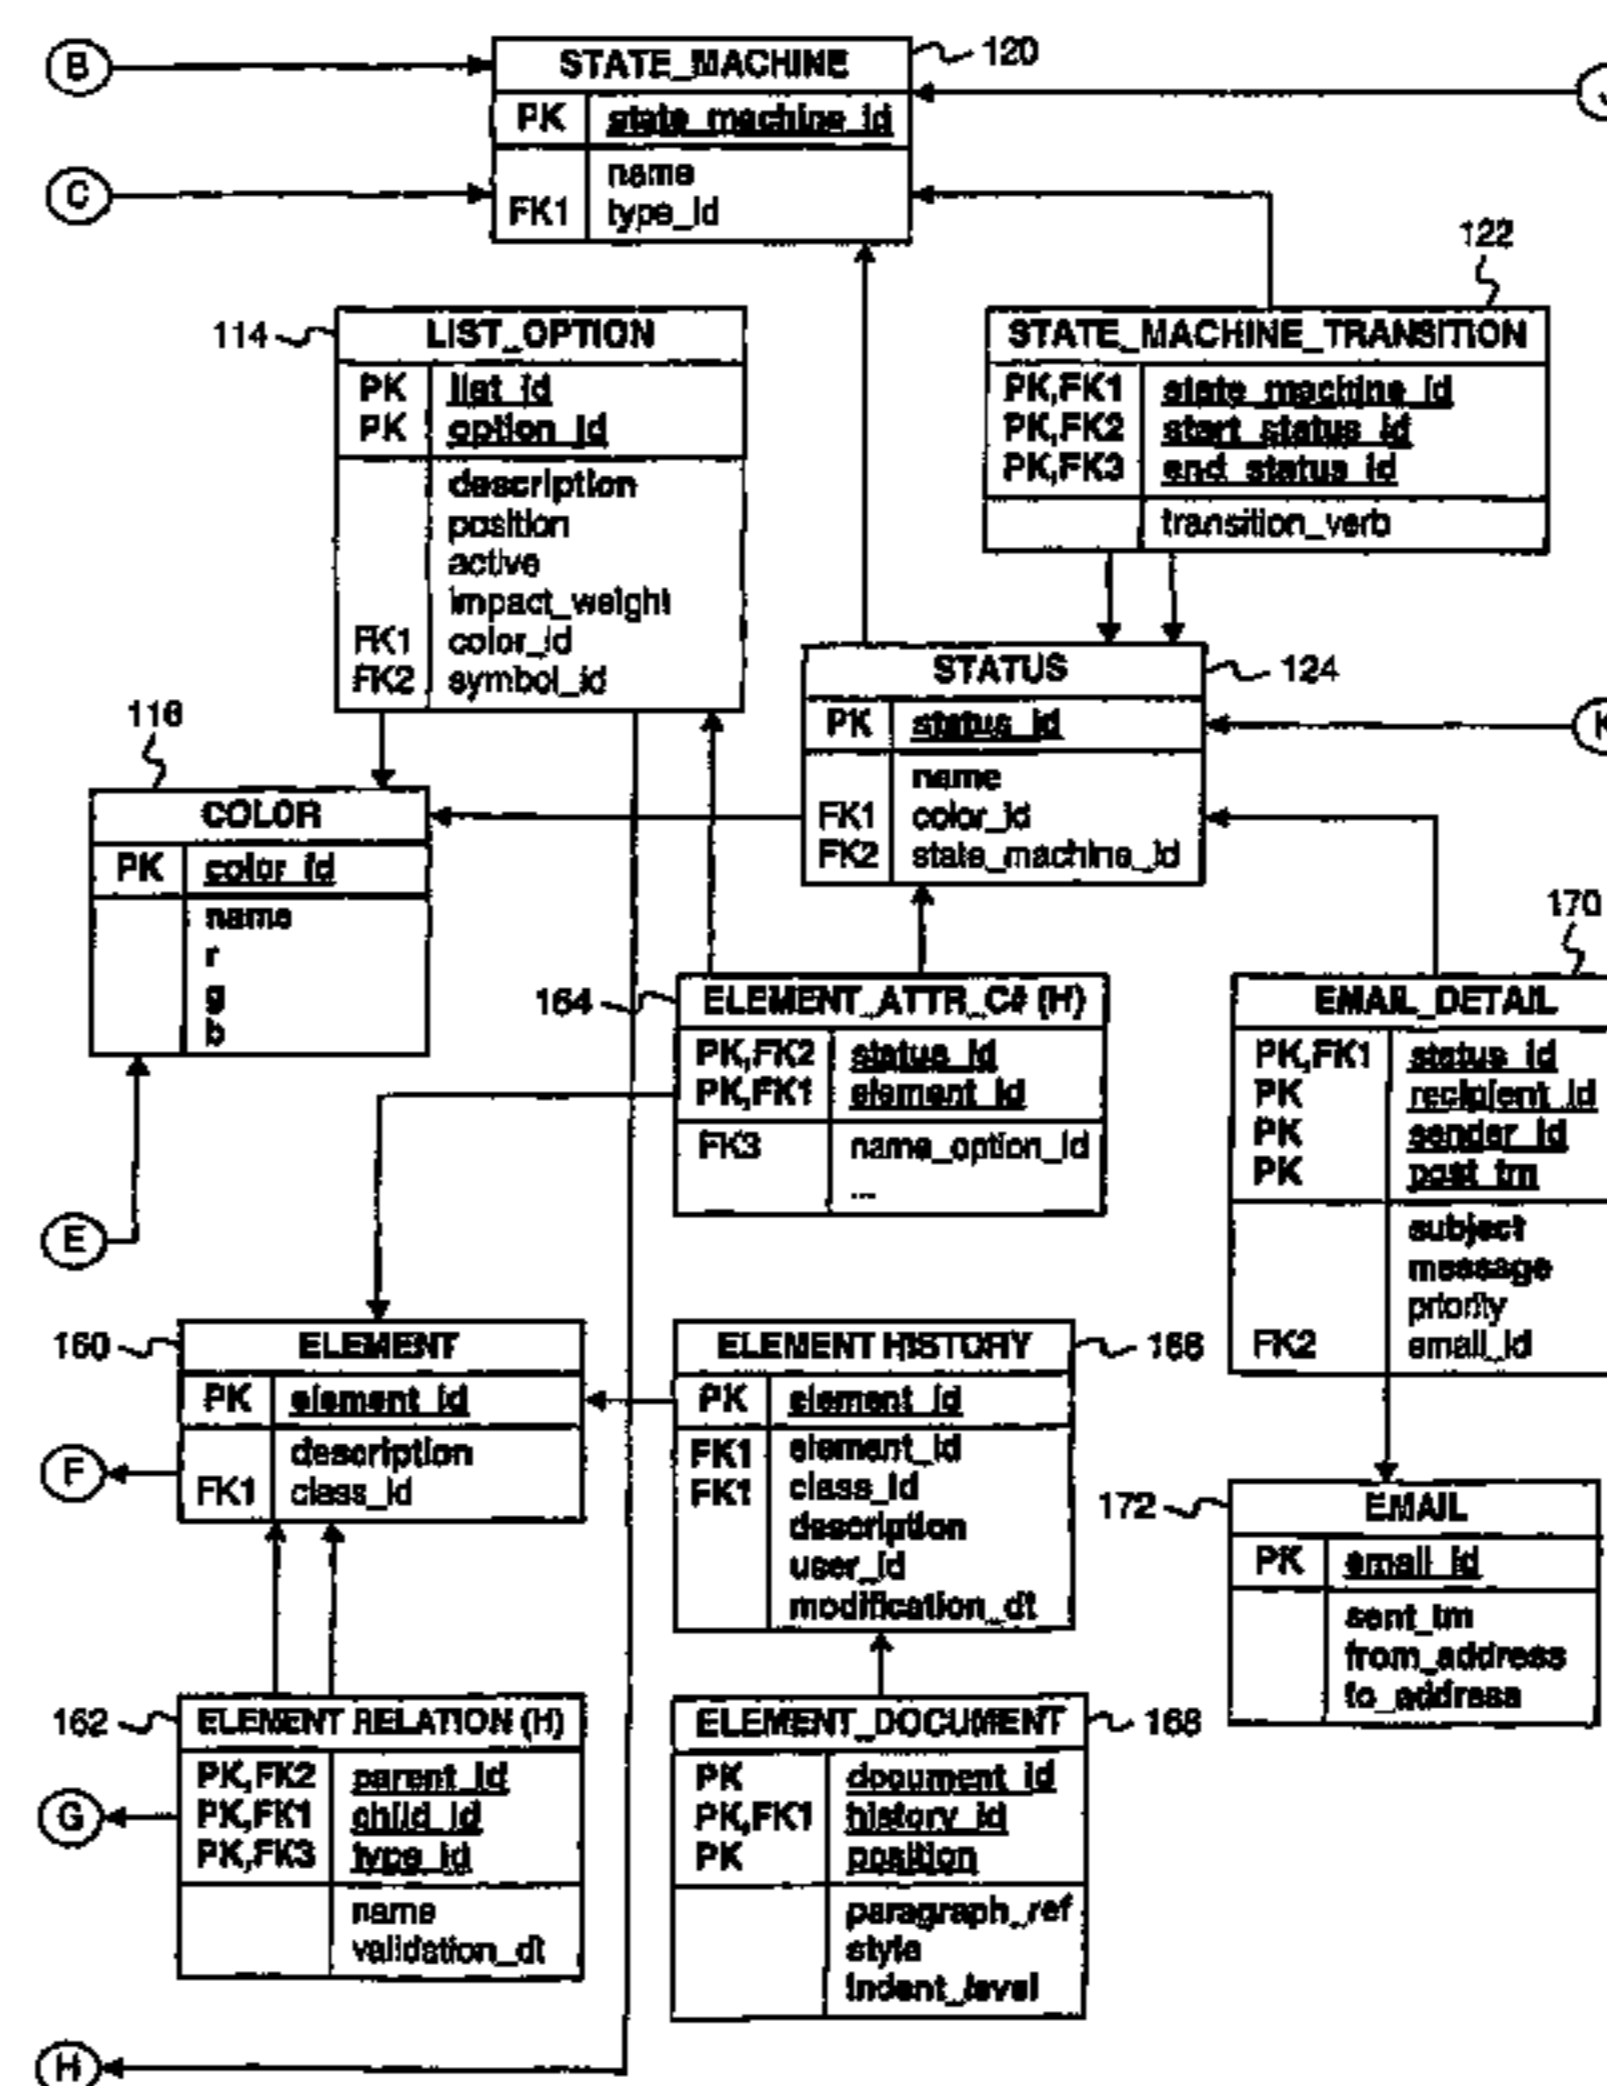 B
STATE_MACHINE
120
PK state_machine_id
name
C
FK1 type_id
122
114
LIST_OPTION
PK list_id
PK option_id
description
position
active
impact_weight
FK1 color_id
FK2 symbol_id
STATE_MACHINE_TRANSITION
PK,FK1 state_machine_id
PK,FK2 start_status_id
PK,FK3 end_status_id
transition_verb
STATUS
124
PK status_id
K
name
FK1 color_id
FK2 state_machine_id
116
COLOR
PK color_id
name
r
g
b
E
164
ELEMENT_ATTR_C# (H)
PK,FK2 status_id
PK,FK1 element_id
FK3 name_option_id
...
170
EMAIL_DETAIL
PK,FK1 status_id
PK recipient_id
PK sender_id
PK post_tm
subject
message
priority
FK2 email_id
160
ELEMENT
PK element_id
description
F
FK1 class_id
ELEMENT HISTORY
166
PK element_id
FK1 element_id
FK1 class_id
description
user_id
modification_dt
172
EMAIL
PK email_id
sent_tm
from_address
to_address
162
ELEMENT RELATION (H)
PK,FK2 parent_id
G
PK,FK1 child_id
PK,FK3 type_id
name
validation_dt
ELEMENT_DOCUMENT
168
PK document_id
PK,FK1 history_id
PK position
paragraph_ref
style
indent_level
H